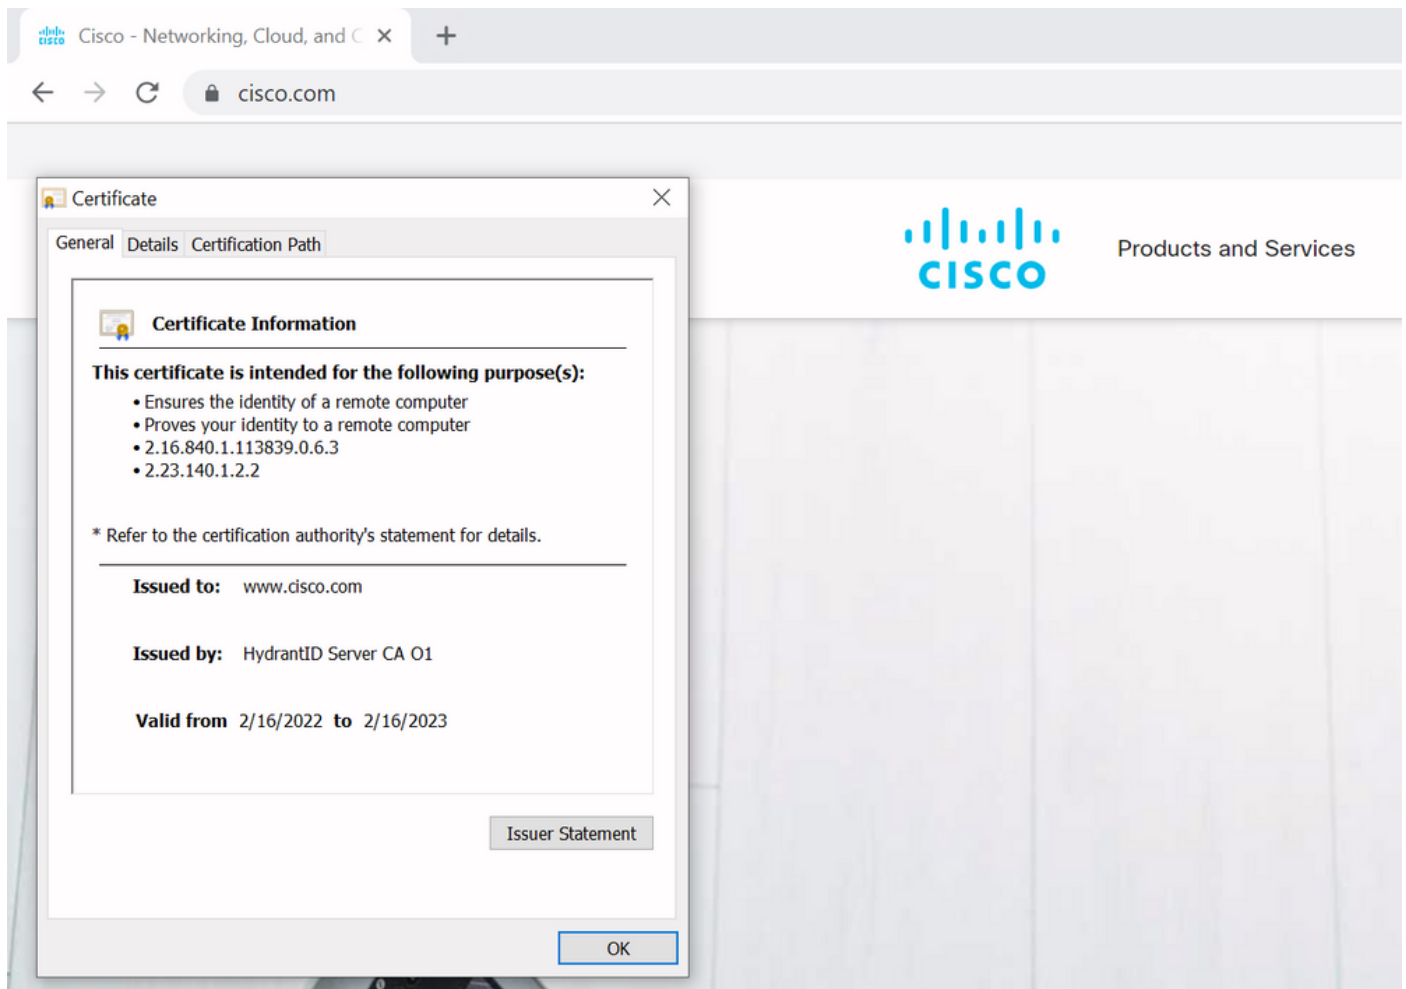 cisco Cisco - Networking, Cloud, and C
cisco.com
Certificate
General Details Certification Path
Certificate Information
This certificate is intended for the following purpose(s):
• Ensures the identity of a remote computer
• Proves your identity to a remote computer
• 2.16.840.1.113839.0.6.3
• 2.23.140.1.2.2
* Refer to the certification authority's statement for details.
Issued to: www.cisco.com
Issued by: HydrantID Server CA O1
Valid from 2/16/2022 to 2/16/2023
Issuer Statement
OK
CISCO
Products and Services